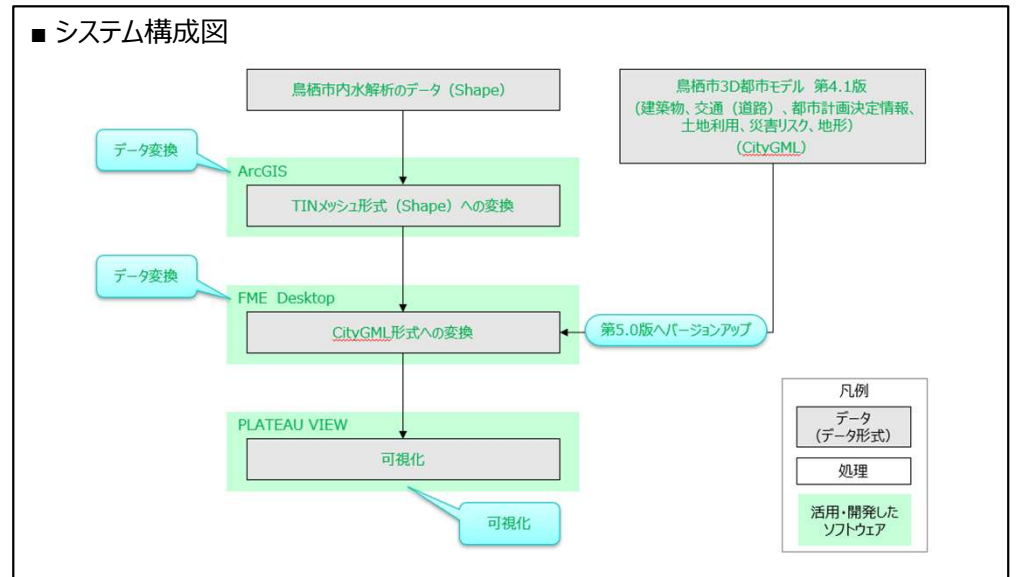 ■ システム構成図
鳥栖市内水解析のデータ（Shape）
鳥栖市3D都市モデル 第4.1版
（建築物、交通（道路）、都市計画決定情報、
土地利用、災害リスク、地形）
（CityGML）
データ変換
ArcGIS
TINメッシュ形式（Shape）への変換
データ変換
FME Desktop
CityGML形式への変換
第5.0版へバージョンアップ
PLATEAU VIEW
可視化
可視化
凡例
データ
（データ形式）
処理
活用・開発した
ソフトウェア